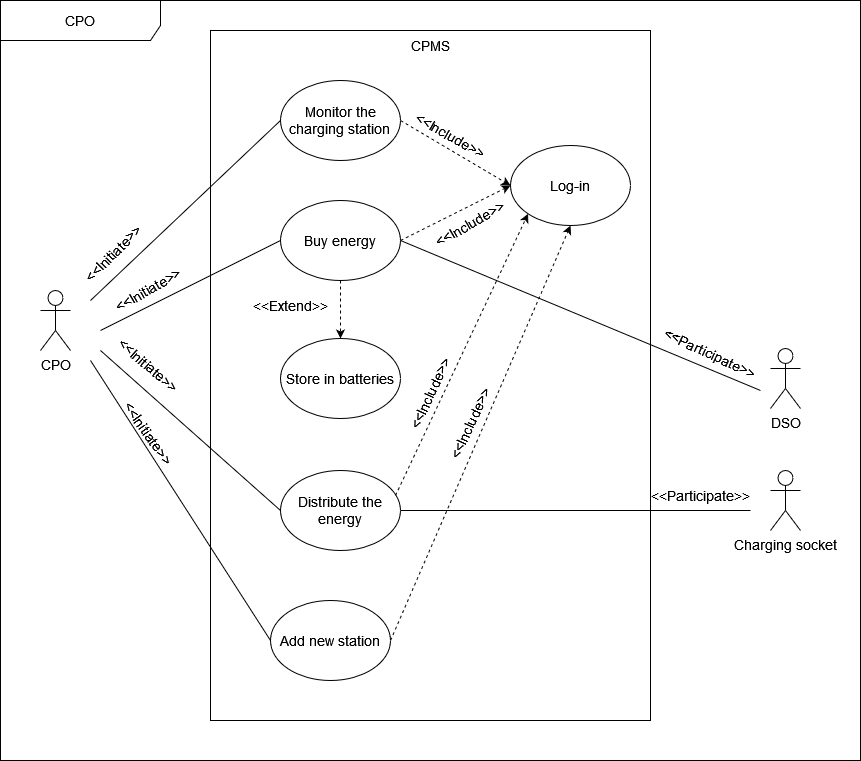 CPO
CPMS
Monitor the
charging station
<<Include>>
Log-in
Buy energy
<<Include>>
<<Initiate>>
<<Initiate>>
<<Extend>>
CPO
<<Initiate>>
Store in batteries
<<Participate>>
<<Include>>
DSO
<<Initiate>>
<<Include>>
Distribute the
energy
<<Participate>>
Charging socket
Add new station